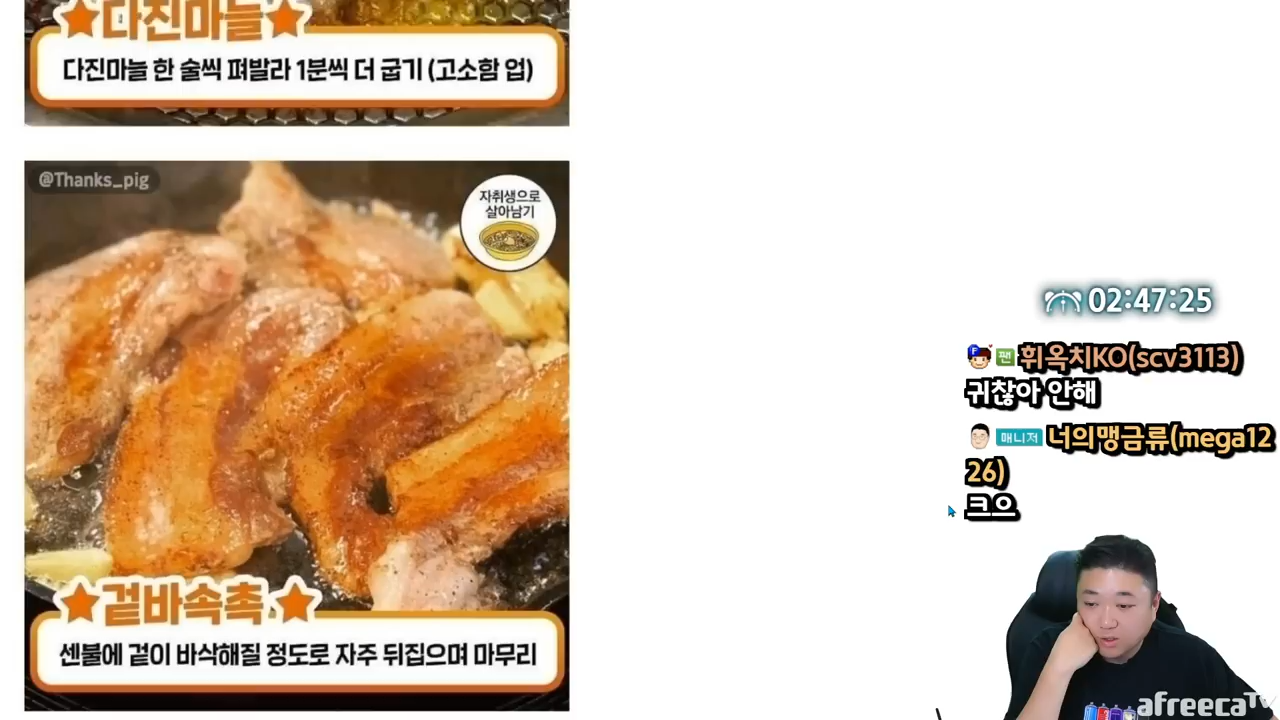 다진마늘
다진마늘 한 술씩 펴발라 1분씩 더 굽기 (고소함 업)
@Thanks_pig
자취생으로
살아남기
겉바속촉
센불에 겉이 바삭해질 정도로 자주 뒤집으며 마무리
02:47:25
F 팬 휘옥치KO(scv3113)
귀찮아 안해
매니저 너의맹금류(mega12
26)
크으
afreecaTV